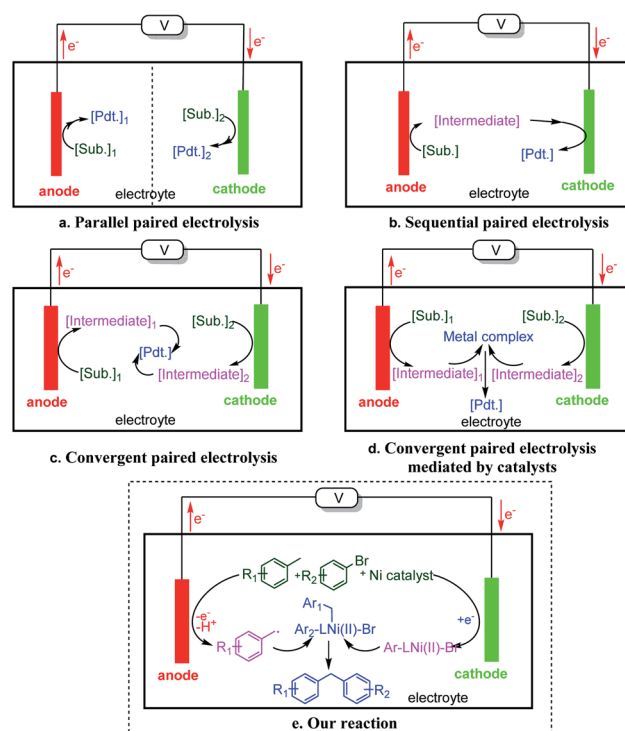 V V
e⁻ e⁻ e⁻ e⁻
[Pdt.]₁ [Sub.]₂ [Intermediate]
[Sub.]₁ [Pdt.]₂ [Sub.] [Pdt.]
anode electroyte cathode anode electroyte cathode
a. Parallel paired electrolysis b. Sequential paired electrolysis
V V
e⁻ e⁻ e⁻ e⁻
[Intermediate]₁ [Sub.]₂ [Sub.]₁ [Sub.]₂
[Pdt.] Metal complex
[Sub.]₁ [Intermediate]₂ [Intermediate]₁ [Intermediate]₂
anode cathode anode [Pdt.] cathode
electroyte electroyte
c. Convergent paired electrolysis d. Convergent paired electrolysis
mediated by catalysts
V
e⁻ e⁻
Br
R₁ +R₂ + Ni catalyst
Ar₁
-e⁻ +e⁻
-H⁺ Ar₂-LNi(II)-Br
R₁ · Ar-LNi(II)-Br
anode cathode
R₁ R₂ electroyte
e. Our reaction